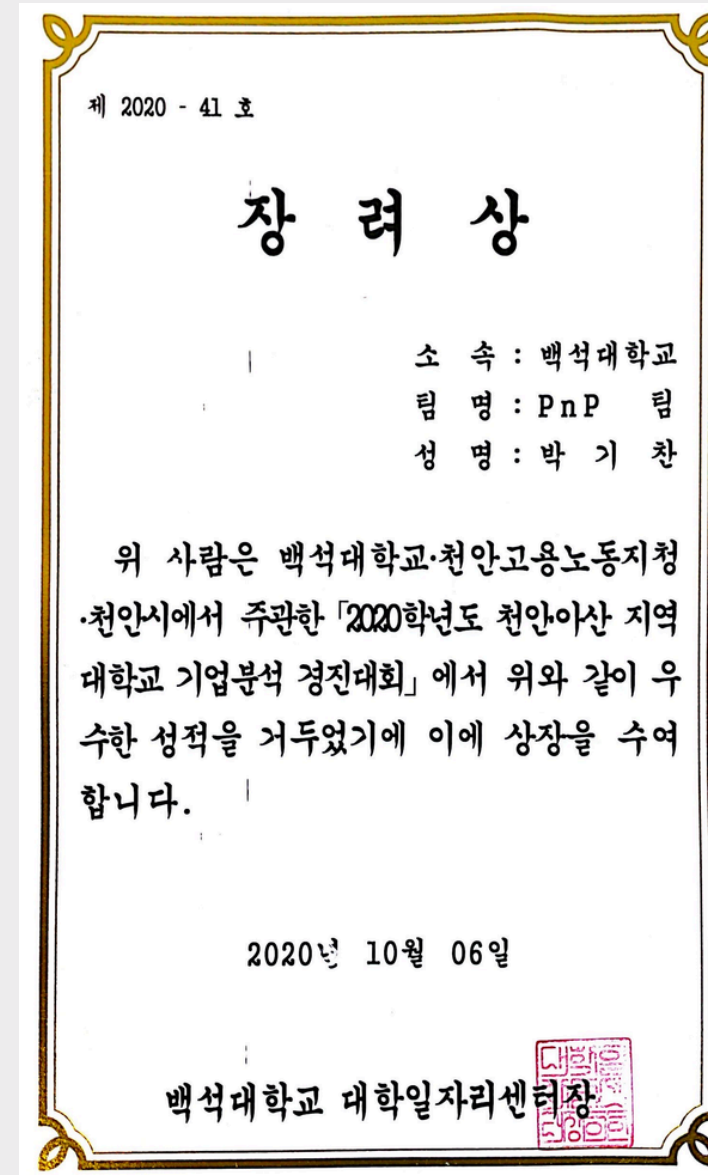 제 2020 - 41 호
장 려 상
소 속 : 백석대학교
팀 명 : PnP 팀
성 명 : 박 기 찬
위 사람은 백석대학교·천안고용노동지청
·천안시에서 주관한 「2020학년도 천안·아산 지역
대학교 기업분석 경진대회」에서 위와 같이 우
수한 성적을 거두었기에 이에 상장을 수여
합니다.
2020년 10월 06일
백석대학교 대학일자리센터장